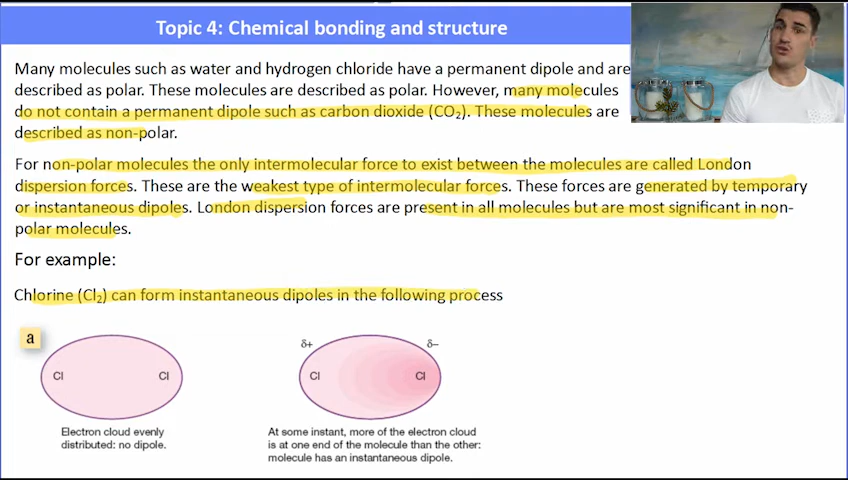 Topic 4: Chemical bonding and structure
Many molecules such as water and hydrogen chloride have a permanent dipole and are
described as polar. These molecules are described as polar. However, many molecules
do not contain a permanent dipole such as carbon dioxide (CO₂). These molecules are
described as non-polar.
For non-polar molecules the only intermolecular force to exist between the molecules are called London
dispersion forces. These are the weakest type of intermolecular forces. These forces are generated by temporary
or instantaneous dipoles. London dispersion forces are present in all molecules but are most significant in non-
polar molecules.
For example:
Chlorine (Cl₂) can form instantaneous dipoles in the following process
a
δ+ δ–
Cl Cl Cl Cl
Electron cloud evenly
distributed: no dipole.
At some instant, more of the electron cloud
is at one end of the molecule than the other:
molecule has an instantaneous dipole.